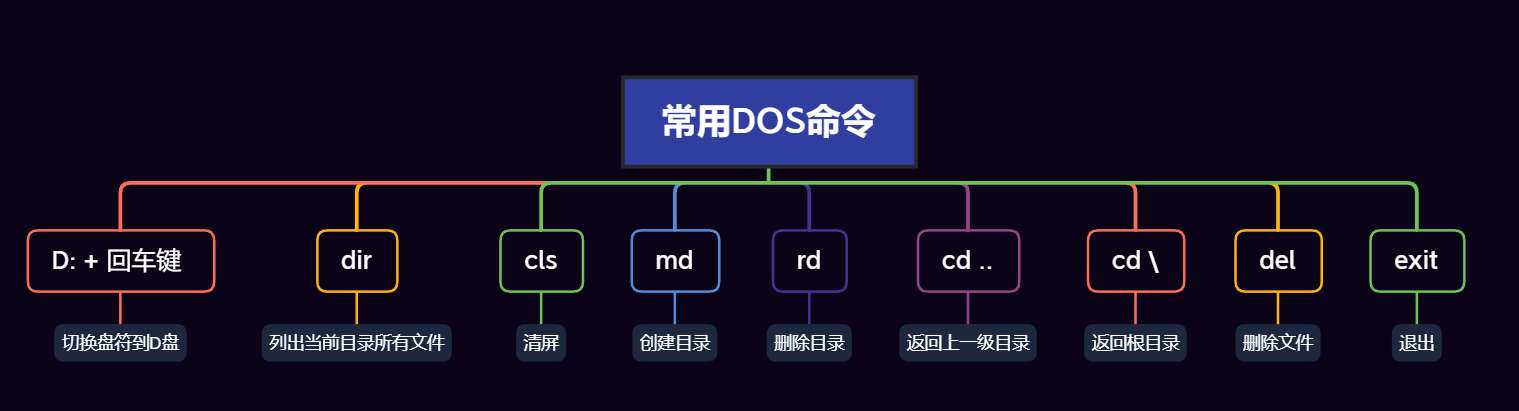 常用DOS命令
D: + 回车键
dir
cls
md
rd
cd ..
cd \
del
exit
切换盘符到D盘
列出当前目录所有文件
清屏
创建目录
删除目录
返回上一级目录
返回根目录
删除文件
退出